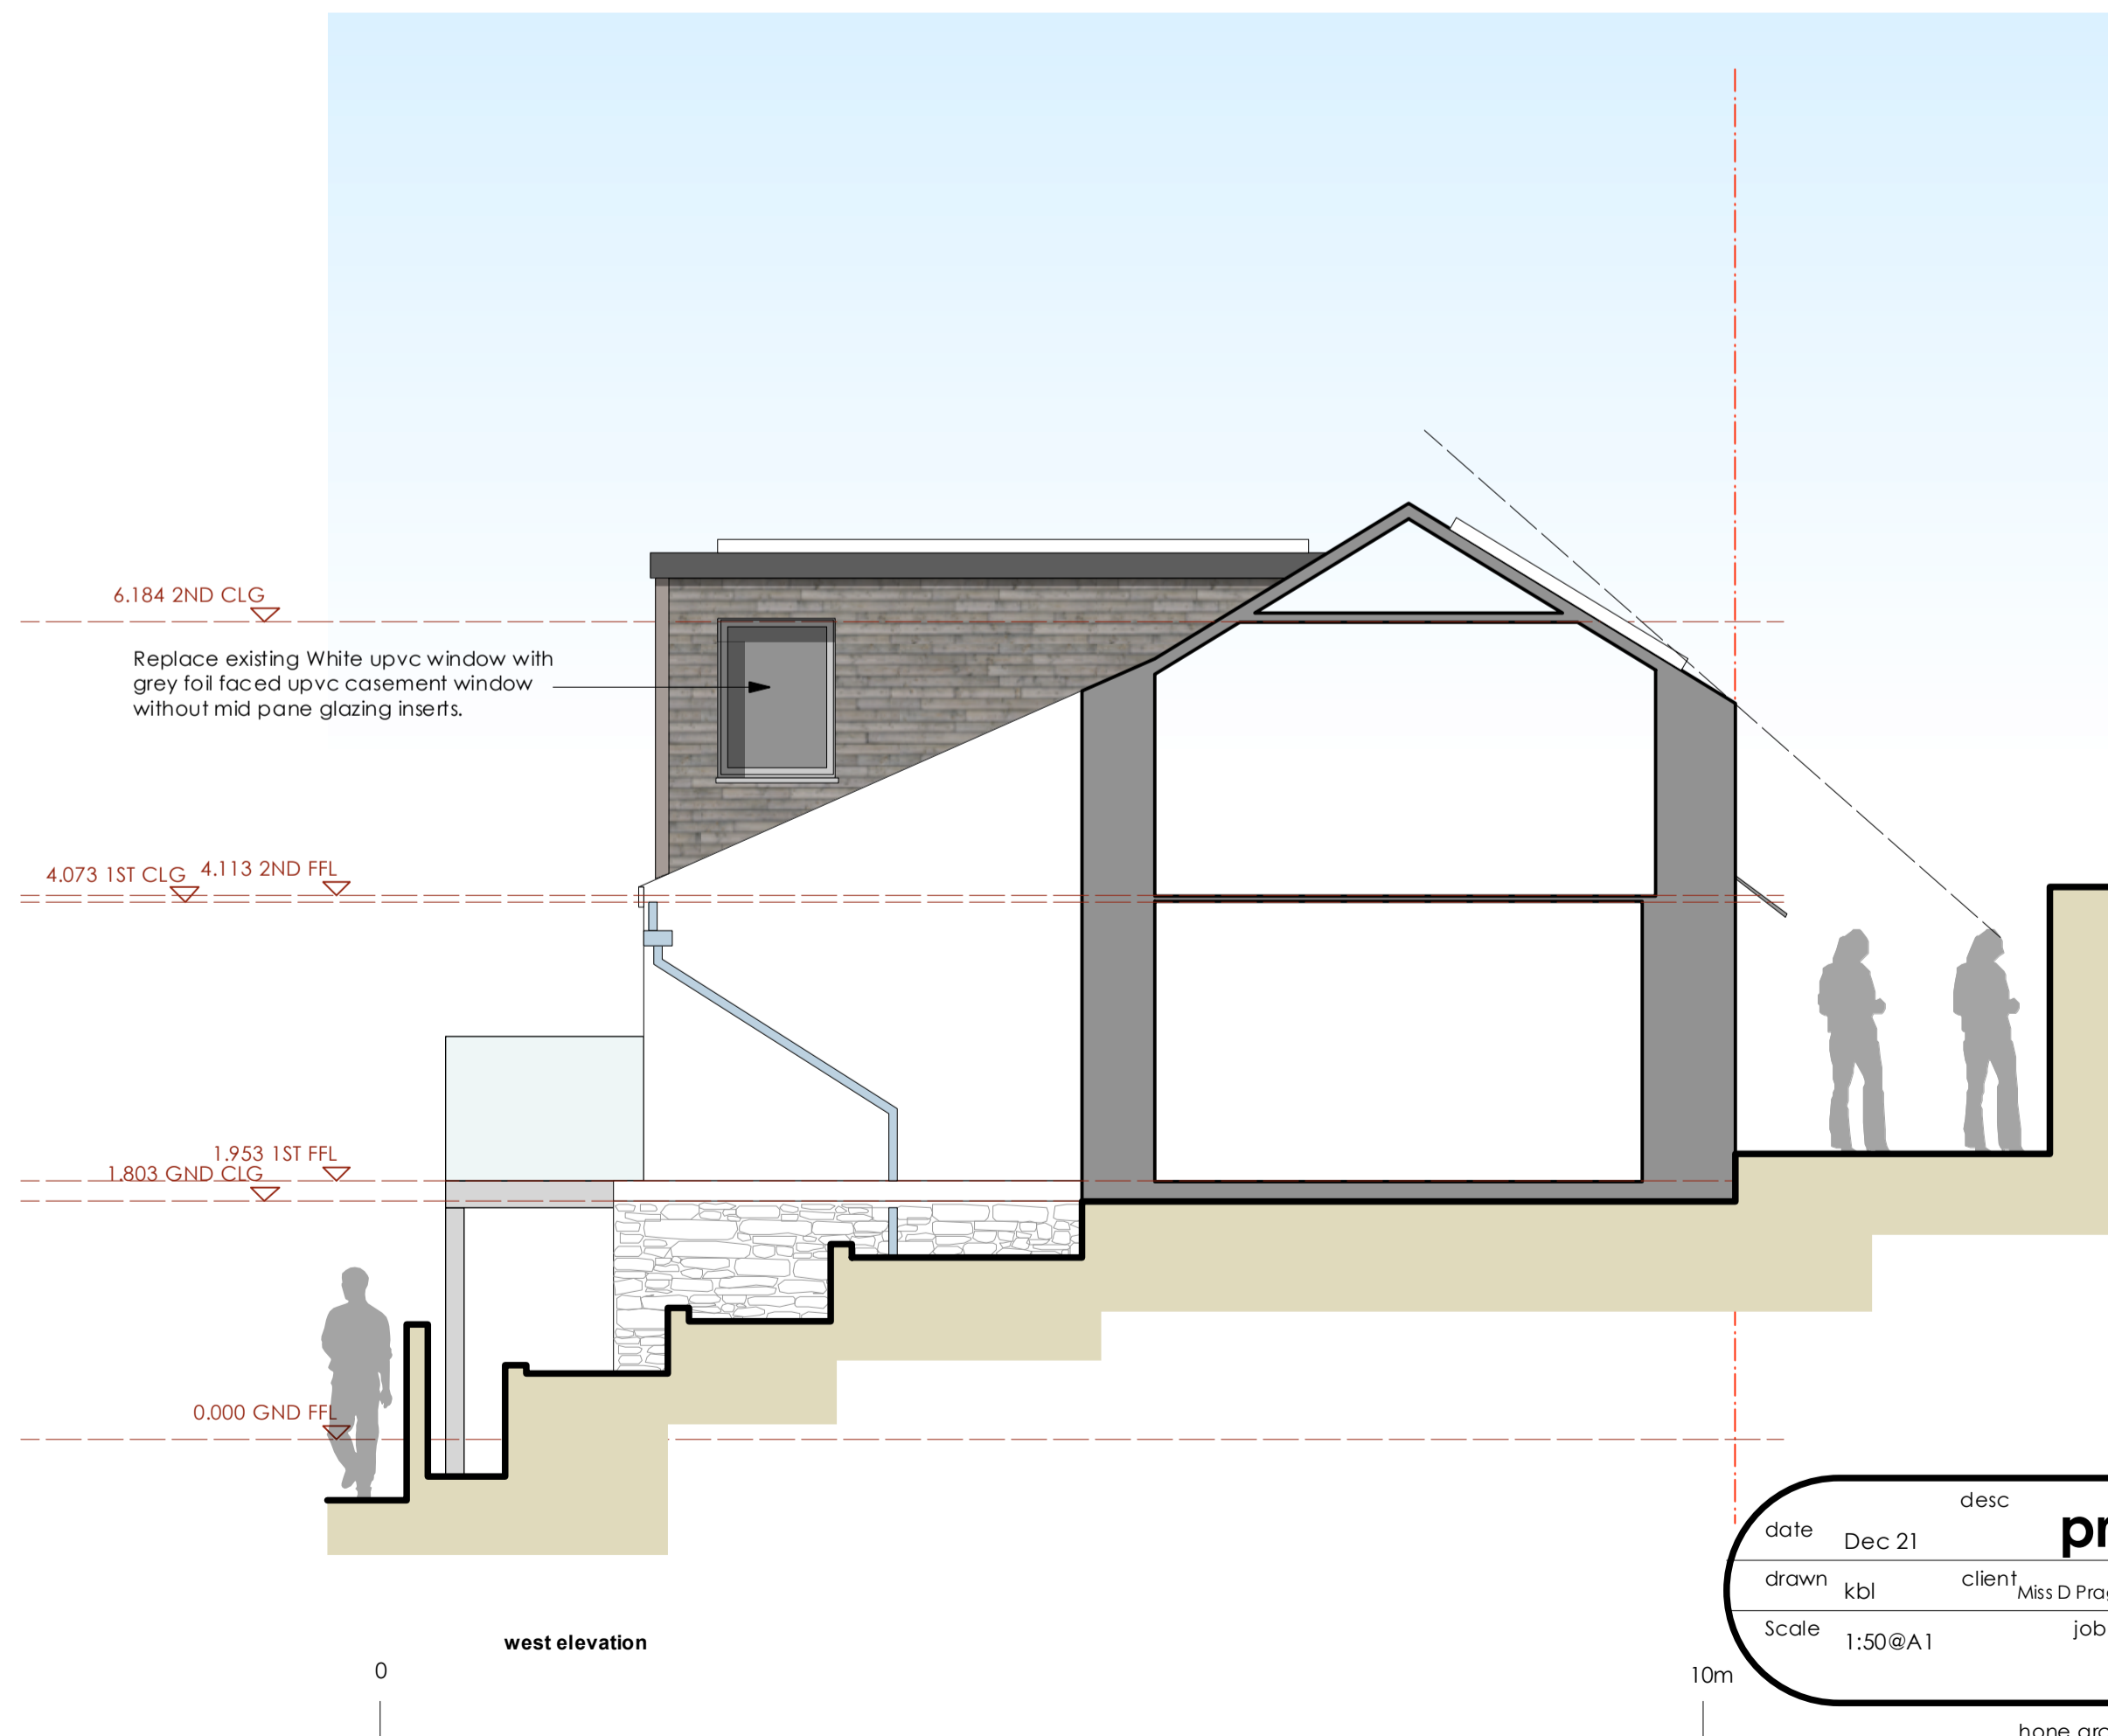 6.184 2ND CLG
Replace existing White upvc window with
grey foil faced upvc casement window
without mid pane glazing inserts.
4.073 1ST CLG
4.113 2ND FFL
1.953 1ST FFL
1.803 GND CLG
0.000 GND FFL
west elevation
0
10m
desc
date
Dec 21
drawn
kbl
client
Miss D
Scale
1:50@A1
job